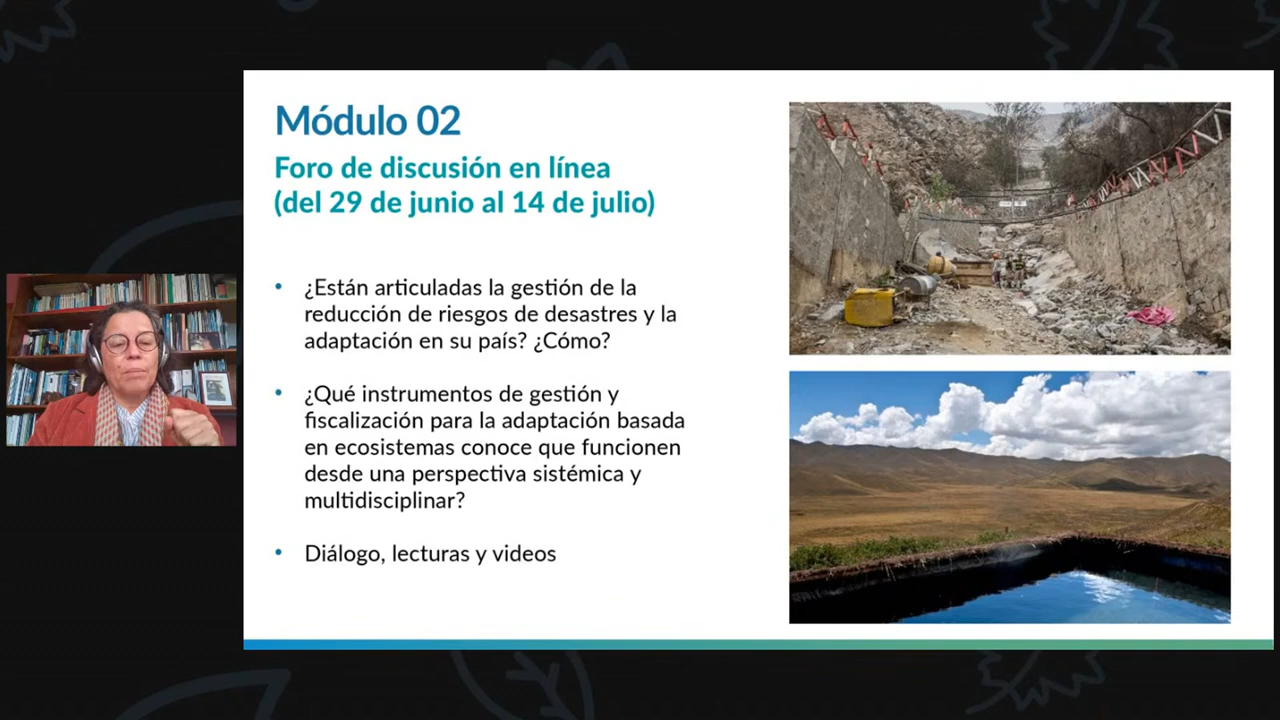 Módulo 02
Foro de discusión en línea
(del 29 de junio al 14 de julio)
• ¿Están articuladas la gestión de la
reducción de riesgos de desastres y la
adaptación en su país? ¿Cómo?
• ¿Qué instrumentos de gestión y
fiscalización para la adaptación basada
en ecosistemas conoce que funcionen
desde una perspectiva sistémica y
multidisciplinar?
• Diálogo, lecturas y videos